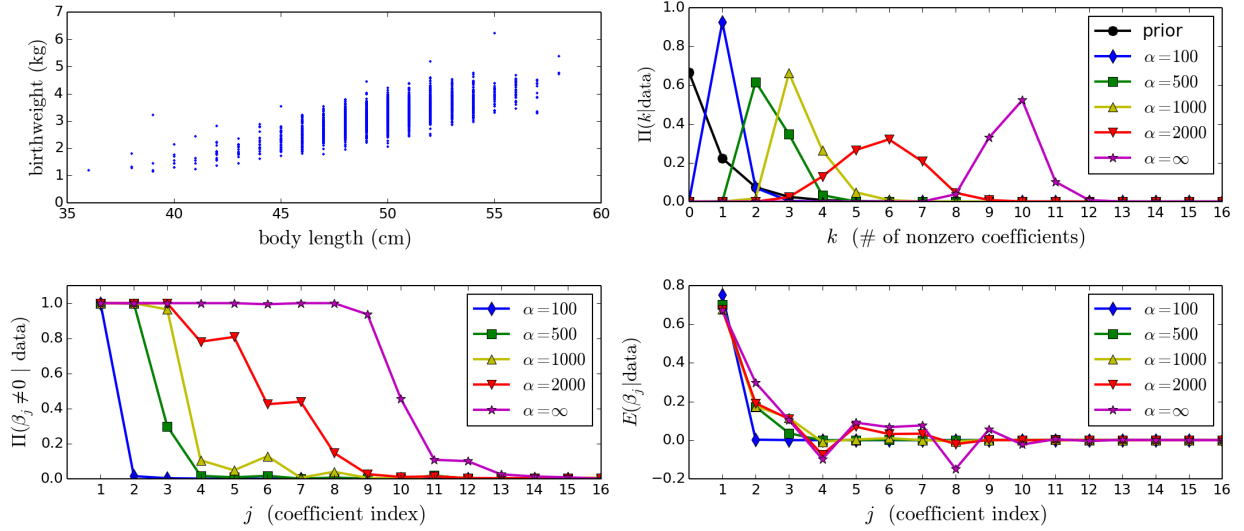 7
6
5
4
3
2
1
0
birthweight (kg)
35 40 45 50 55 60
body length (cm)
1.0
0.8
0.6
0.4
0.2
0.0
Π(k|data)
prior
α=100
α=500
α=1000
α=2000
α=∞
0 1 2 3 4 5 6 7 8 9 10 11 12 13 14 15 16
k (# of nonzero coefficients)
1.0
0.8
0.6
0.4
0.2
0.0
Π(βj ≠0 | data)
α=100
α=500
α=1000
α=2000
α=∞
1 2 3 4 5 6 7 8 9 10 11 12 13 14 15 16
j (coefficient index)
0.8
0.6
0.4
0.2
0.0
−0.2
E(βj|data)
α=100
α=500
α=1000
α=2000
α=∞
1 2 3 4 5 6 7 8 9 10 11 12 13 14 15 16
j (coefficient index)